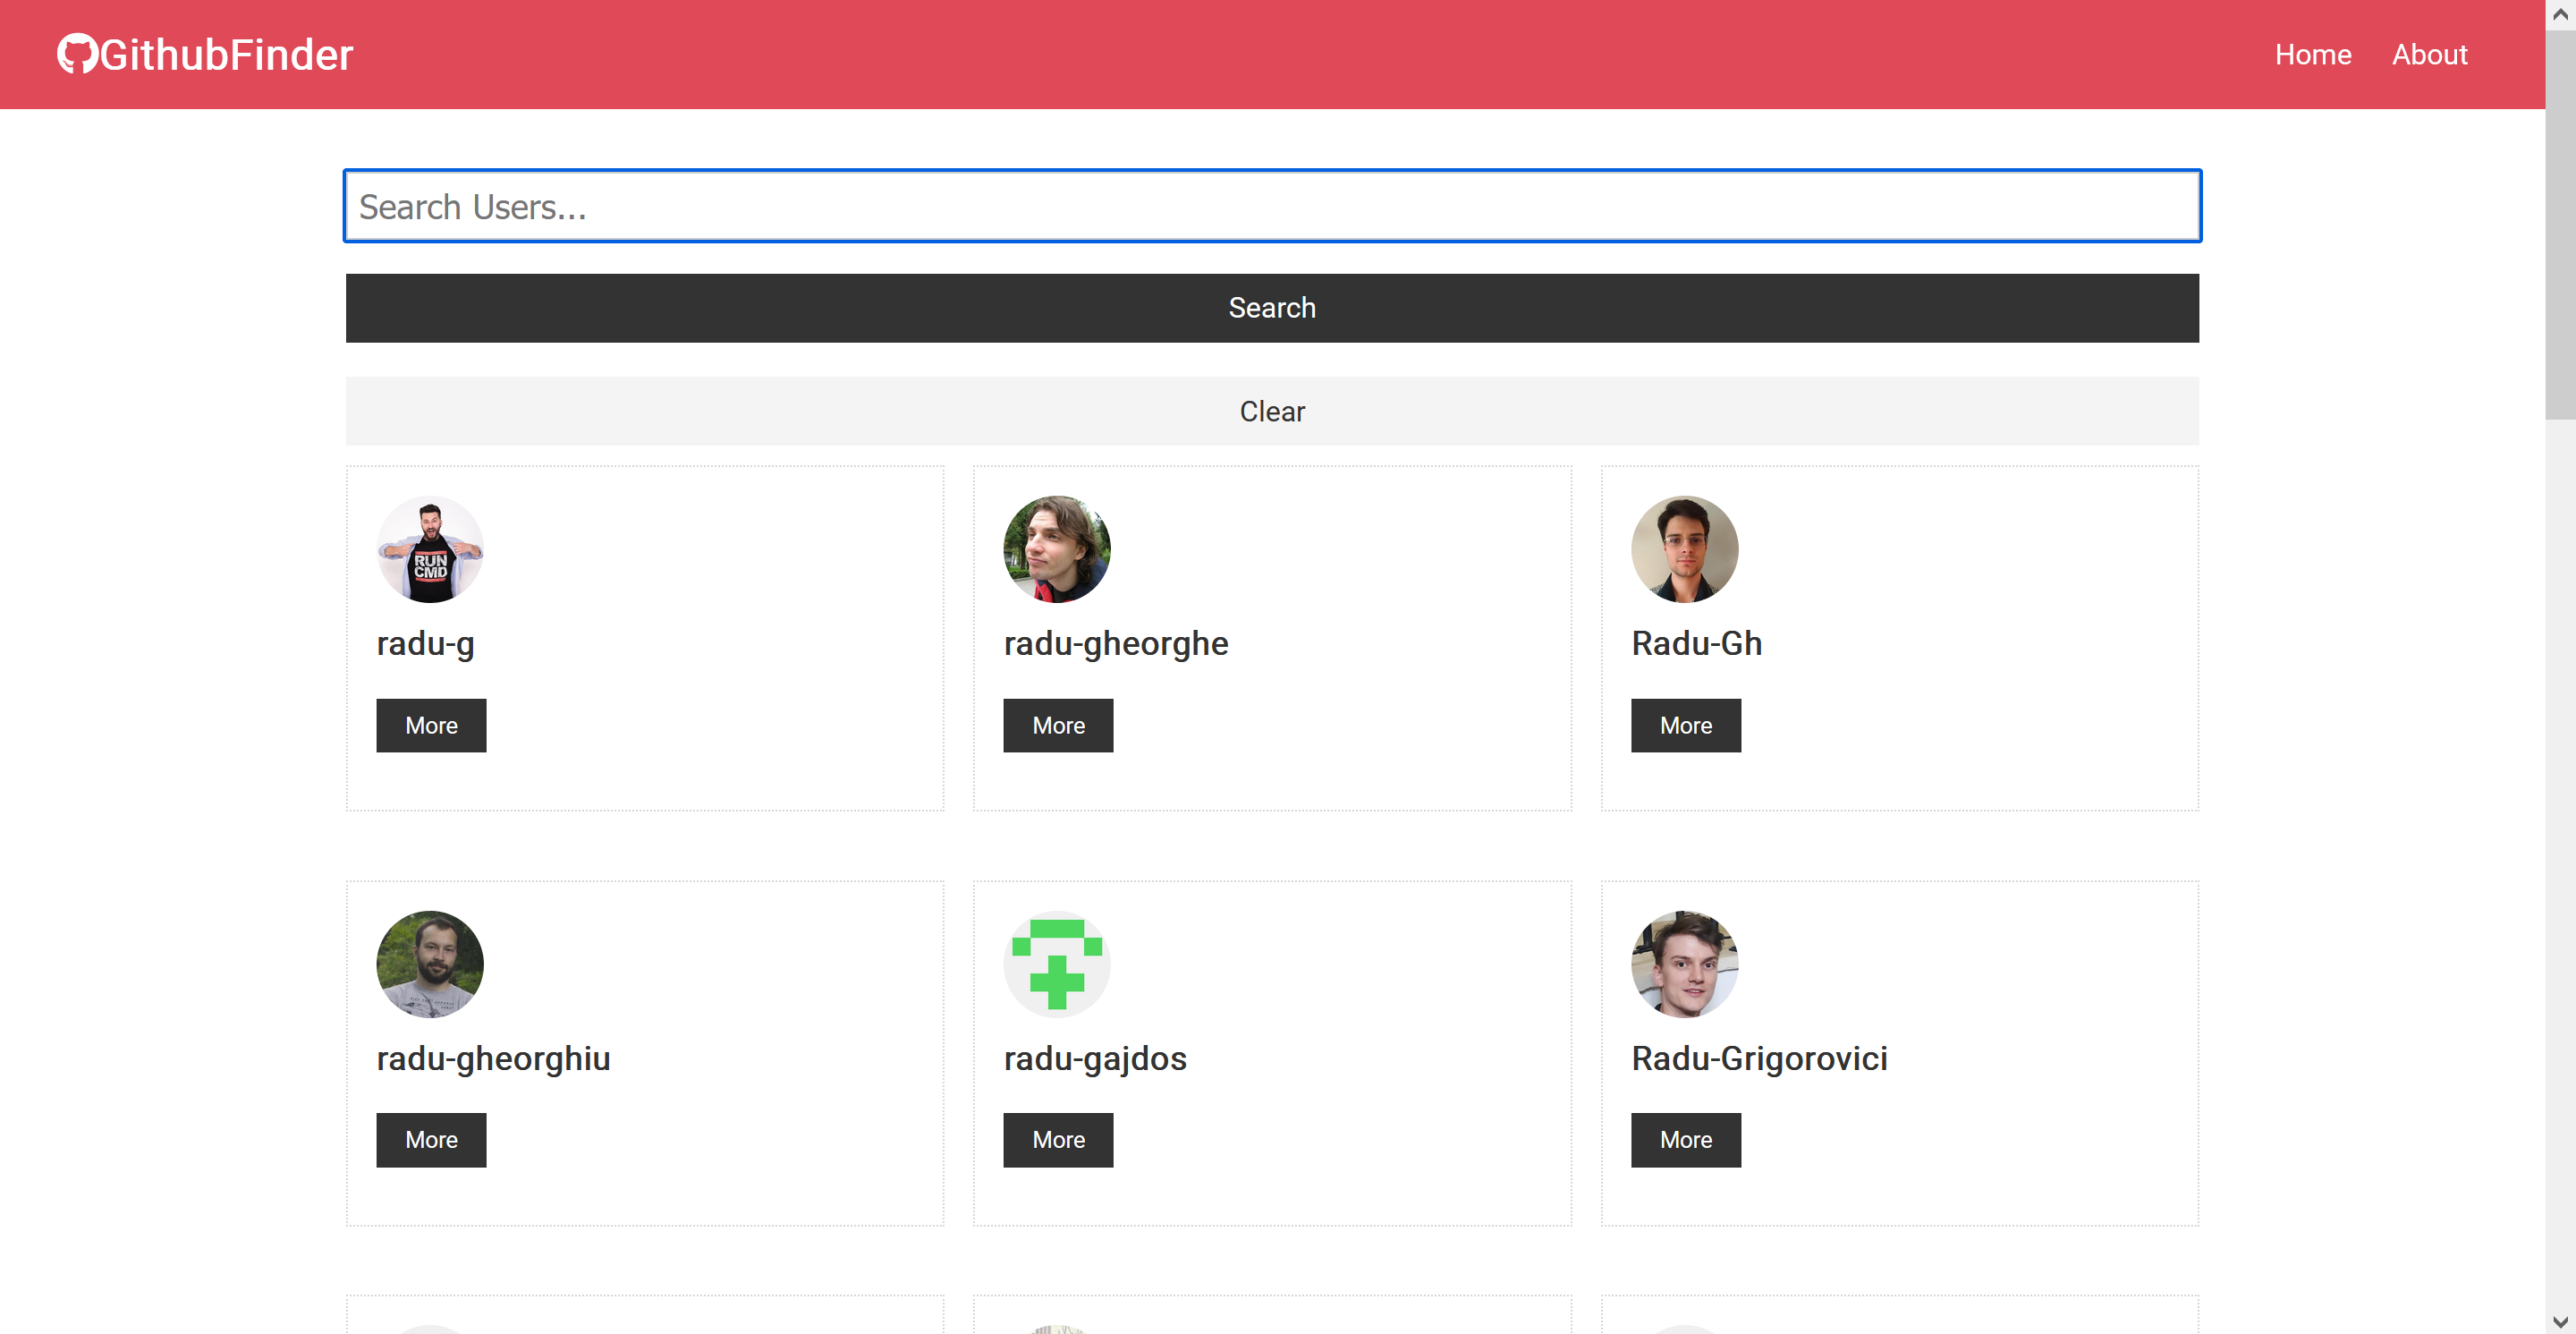 GithubFinder
Home About
Search Users...
Search
Clear
RUN
CMD
radu-g
More
radu-gheorghe
More
Radu-Gh
More
radu-gheorghiu
More
radu-gajdos
More
Radu-Grigorovici
More